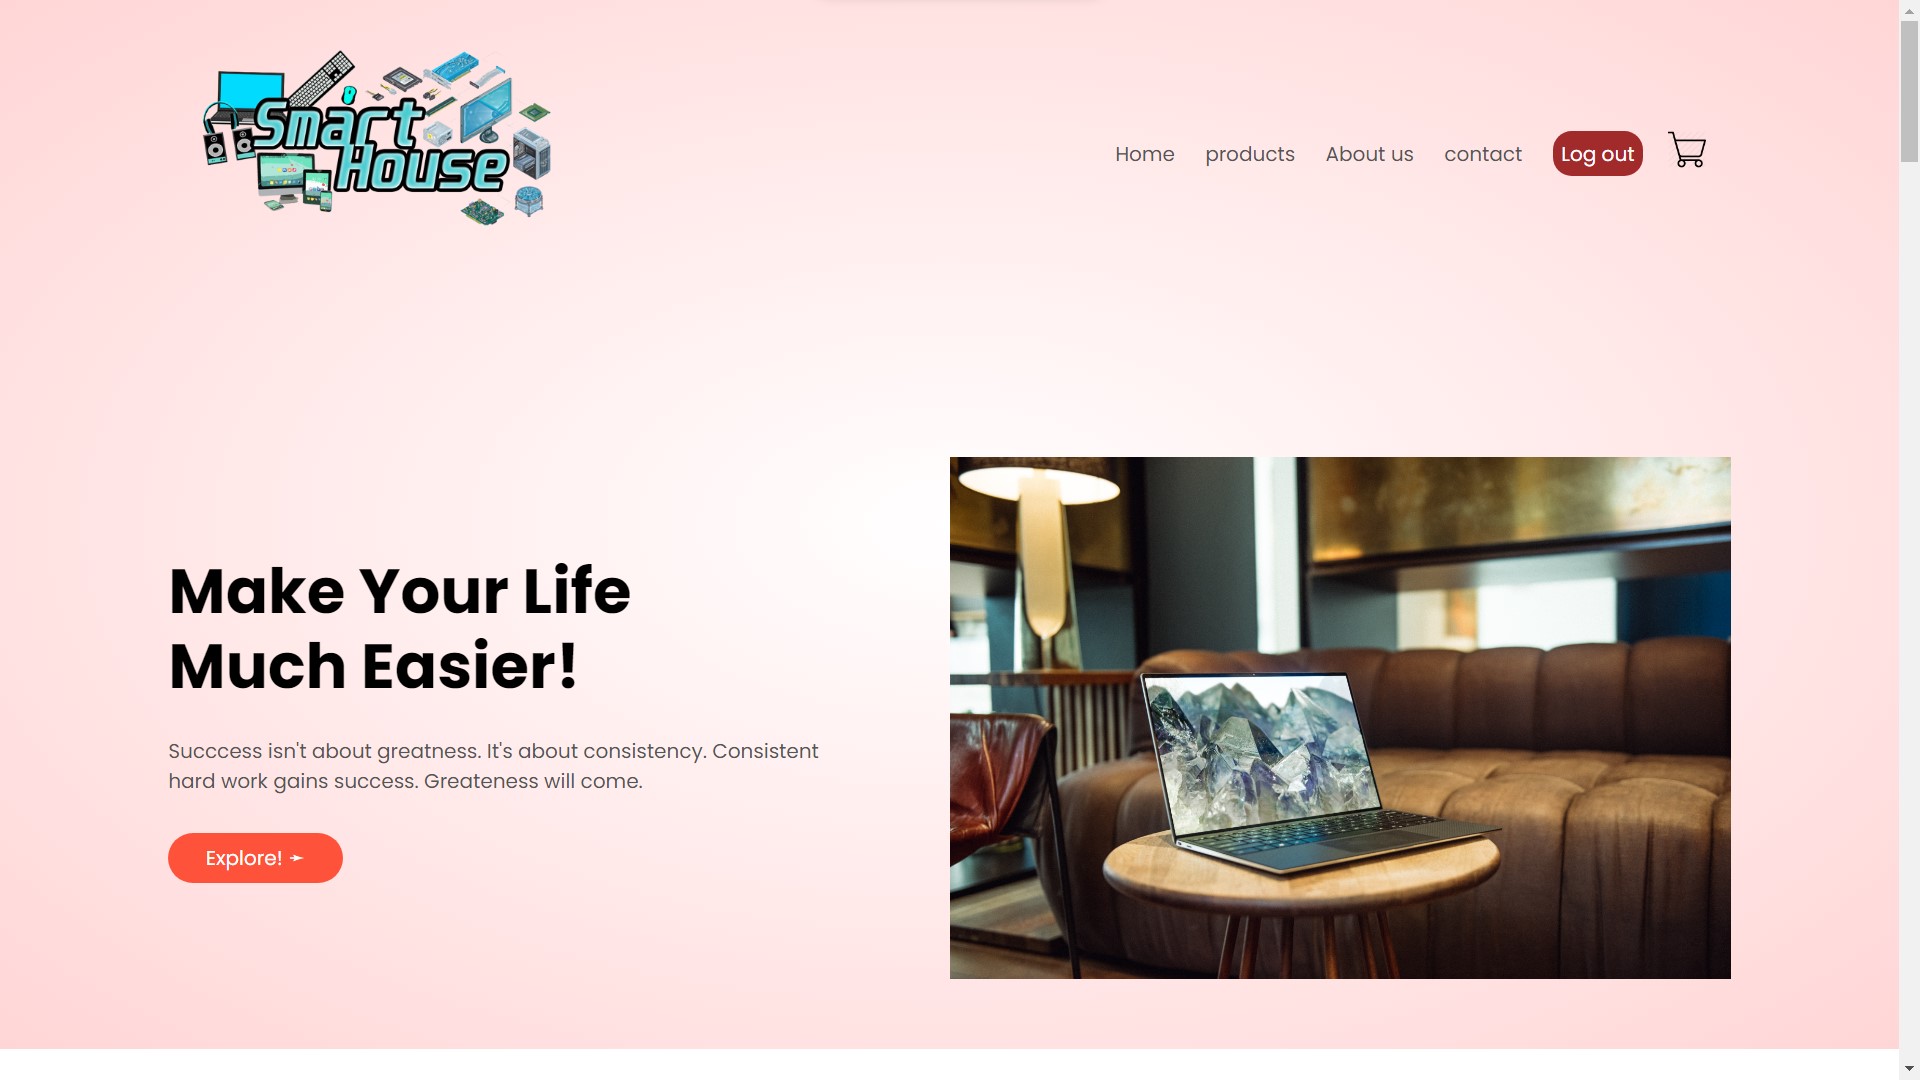 Smart
House
Home products About us contact Log out
Make Your Life
Much Easier!
Succcess isn't about greatness. It's about consistency. Consistent
hard work gains success. Greateness will come.
Explore! ➛